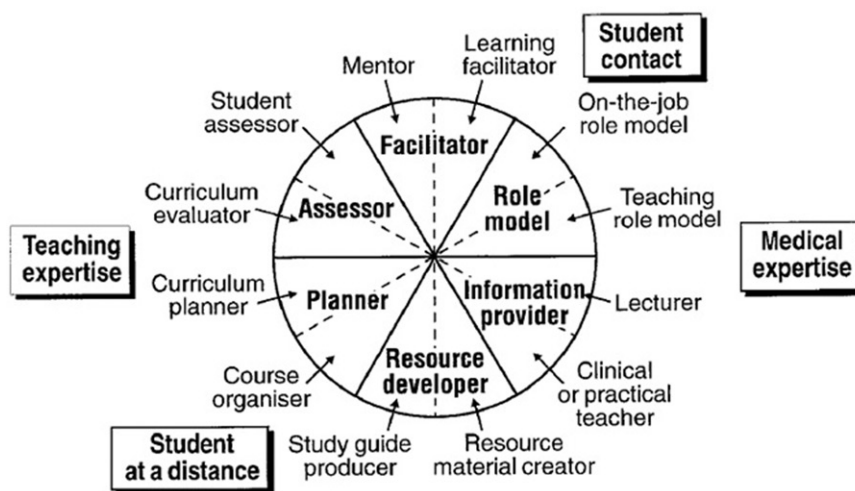 Student
contact
Learning
facilitator
Mentor
Student
assessor
On-the-job
role model
Facilitator
Curriculum
evaluator
Assessor
Role
model
Teaching
role model
Teaching
expertise
Medical
expertise
Curriculum
planner
Planner
Information
provider
Lecturer
Resource
developer
Course
organiser
Clinical
or practical
teacher
Student
at a distance
Study guide
producer
Resource
material creator